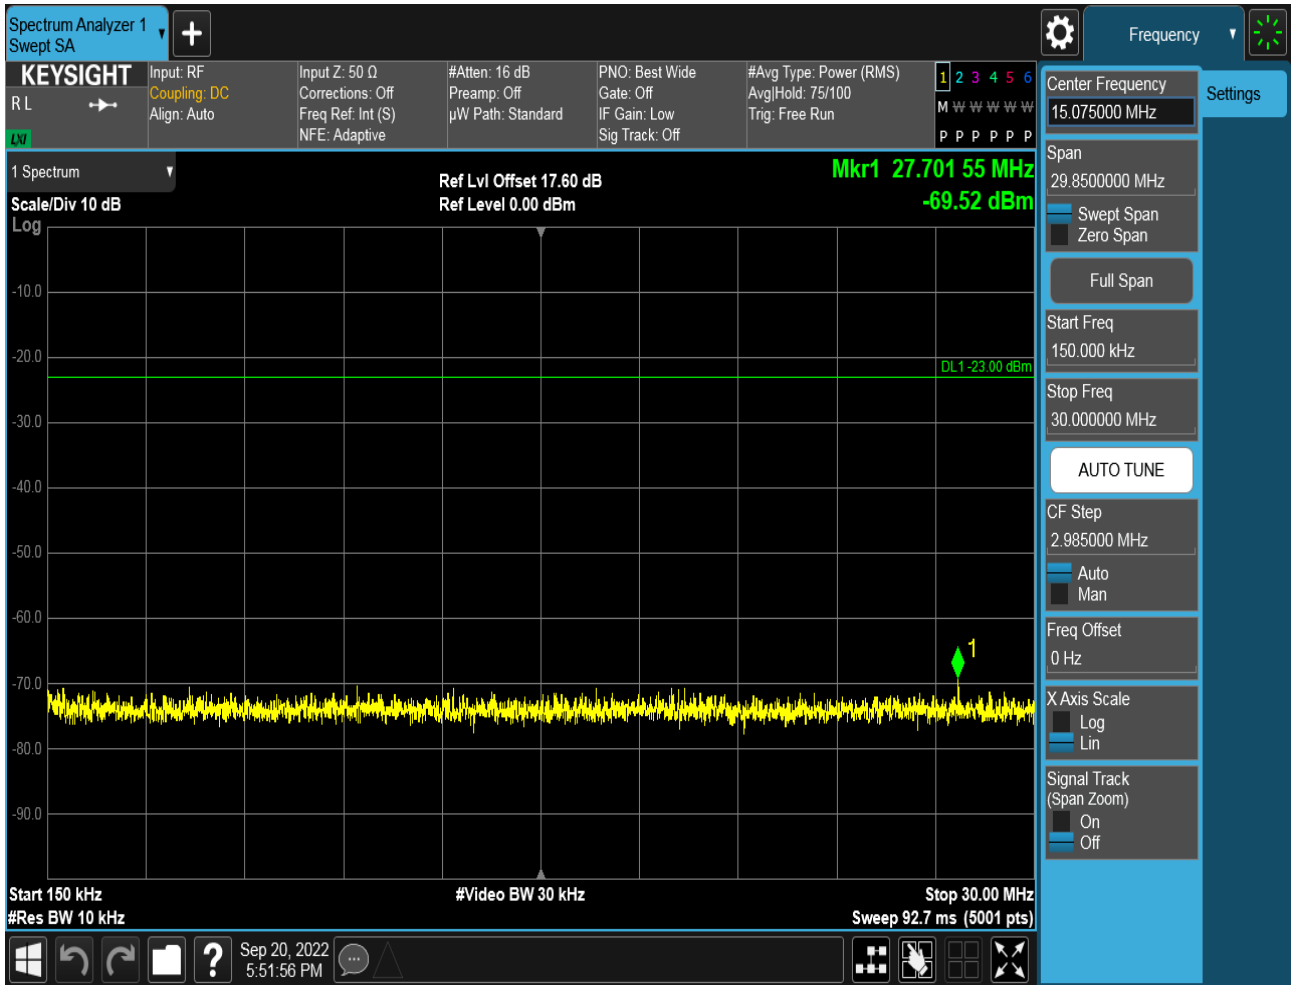 Spectrum Analyzer 1
Swept SA
Frequency
KEYSIGHT
R L
LXI
Input: RF
Coupling: DC
Align: Auto
Input Z: 50 Ω
Corrections: Off
Freq Ref: Int (S)
NFE: Adaptive
#Atten: 16 dB
Preamp: Off
µW Path: Standard
PNO: Best Wide
Gate: Off
IF Gain: Low
Sig Track: Off
#Avg Type: Power (RMS)
Avg|Hold: 75/100
Trig: Free Run
1 2 3 4 5 6
M W W W W W
P P P P P P
1 Spectrum
Scale/Div 10 dB
Log
Ref Lvl Offset 17.60 dB
Ref Level 0.00 dBm
Mkr1 27.701 55 MHz
-69.52 dBm
-10.0
-20.0
DL1 -23.00 dBm
-30.0
-40.0
-50.0
-60.0
1
-70.0
-80.0
-90.0
Start 150 kHz
#Video BW 30 kHz
Stop 30.00 MHz
#Res BW 10 kHz
Sweep 92.7 ms (5001 pts)
?
Sep 20, 2022
5:51:56 PM
Center Frequency
15.075000 MHz
Settings
Span
29.8500000 MHz
Swept Span
Zero Span
Full Span
Start Freq
150.000 kHz
Stop Freq
30.000000 MHz
AUTO TUNE
CF Step
2.985000 MHz
Auto
Man
Freq Offset
0 Hz
X Axis Scale
Log
Lin
Signal Track
(Span Zoom)
On
Off